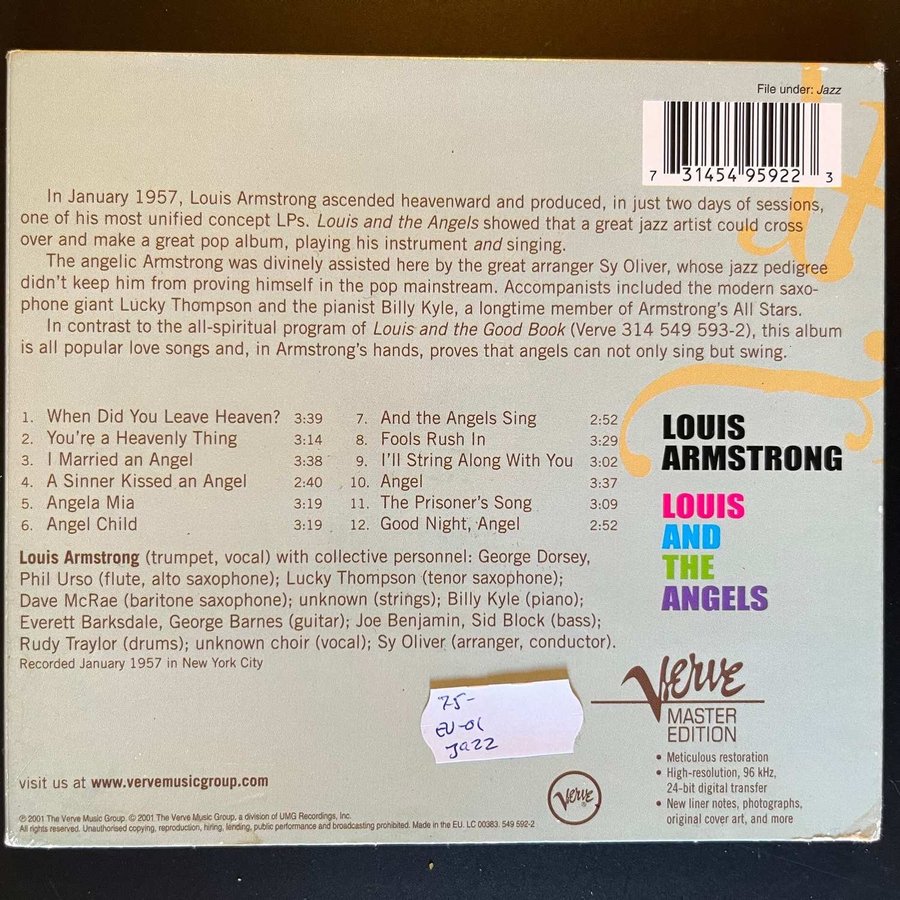 File under: Jazz
7 31454 95922 3
In January 1957, Louis Armstrong ascended heavenward and produced, in just two days of sessions,
one of his most unified concept LPs. Louis and the Angels showed that a great jazz artist could cross
over and make a great pop album, playing his instrument and singing.
The angelic Armstrong was divinely assisted here by the great arranger Sy Oliver, whose jazz pedigree
didn't keep him from proving himself in the pop mainstream. Accompanists included the modern saxo-
phone giant Lucky Thompson and the pianist Billy Kyle, a longtime member of Armstrong's All Stars.
In contrast to the all-spiritual program of Louis and the Good Book (Verve 314 549 593-2), this album
is all popular love songs and, in Armstrong's hands, proves that angels can not only sing but swing.
1. When Did You Leave Heaven? 3:39
2. You're a Heavenly Thing 3:14
3. I Married an Angel 3:38
4. A Sinner Kissed an Angel 2:40
5. Angela Mia 3:19
6. Angel Child 3:19
7. And the Angels Sing 2:52
8. Fools Rush In 3:29
9. I'll String Along With You 3:02
10. Angel 3:37
11. The Prisoner's Song 3:09
12. Good Night, Angel 2:52
LOUIS
ARMSTRONG
LOUIS
AND
THE
ANGELS
Louis Armstrong (trumpet, vocal) with collective personnel: George Dorsey,
Phil Urso (flute, alto saxophone); Lucky Thompson (tenor saxophone);
Dave McRae (baritone saxophone); unknown (strings); Billy Kyle (piano);
Everett Barksdale, George Barnes (guitar); Joe Benjamin, Sid Block (bass);
Rudy Traylor (drums); unknown choir (vocal); Sy Oliver (arranger, conductor).
Recorded January 1957 in New York City
75-
EU-01
Jazz
Verve
MASTER
EDITION
• Meticulous restoration
• High-resolution, 96 kHz,
24-bit digital transfer
• New liner notes, photographs,
original cover art, and more
visit us at www.vervemusicgroup.com
Verve
℗ 2001 The Verve Music Group. © 2001 The Verve Music Group, a division of UMG Recordings, Inc.
All rights reserved. Unauthorised copying, reproduction, hiring, lending, public performance and broadcasting prohibited. Made in the EU. LC 00383. 549 592-2